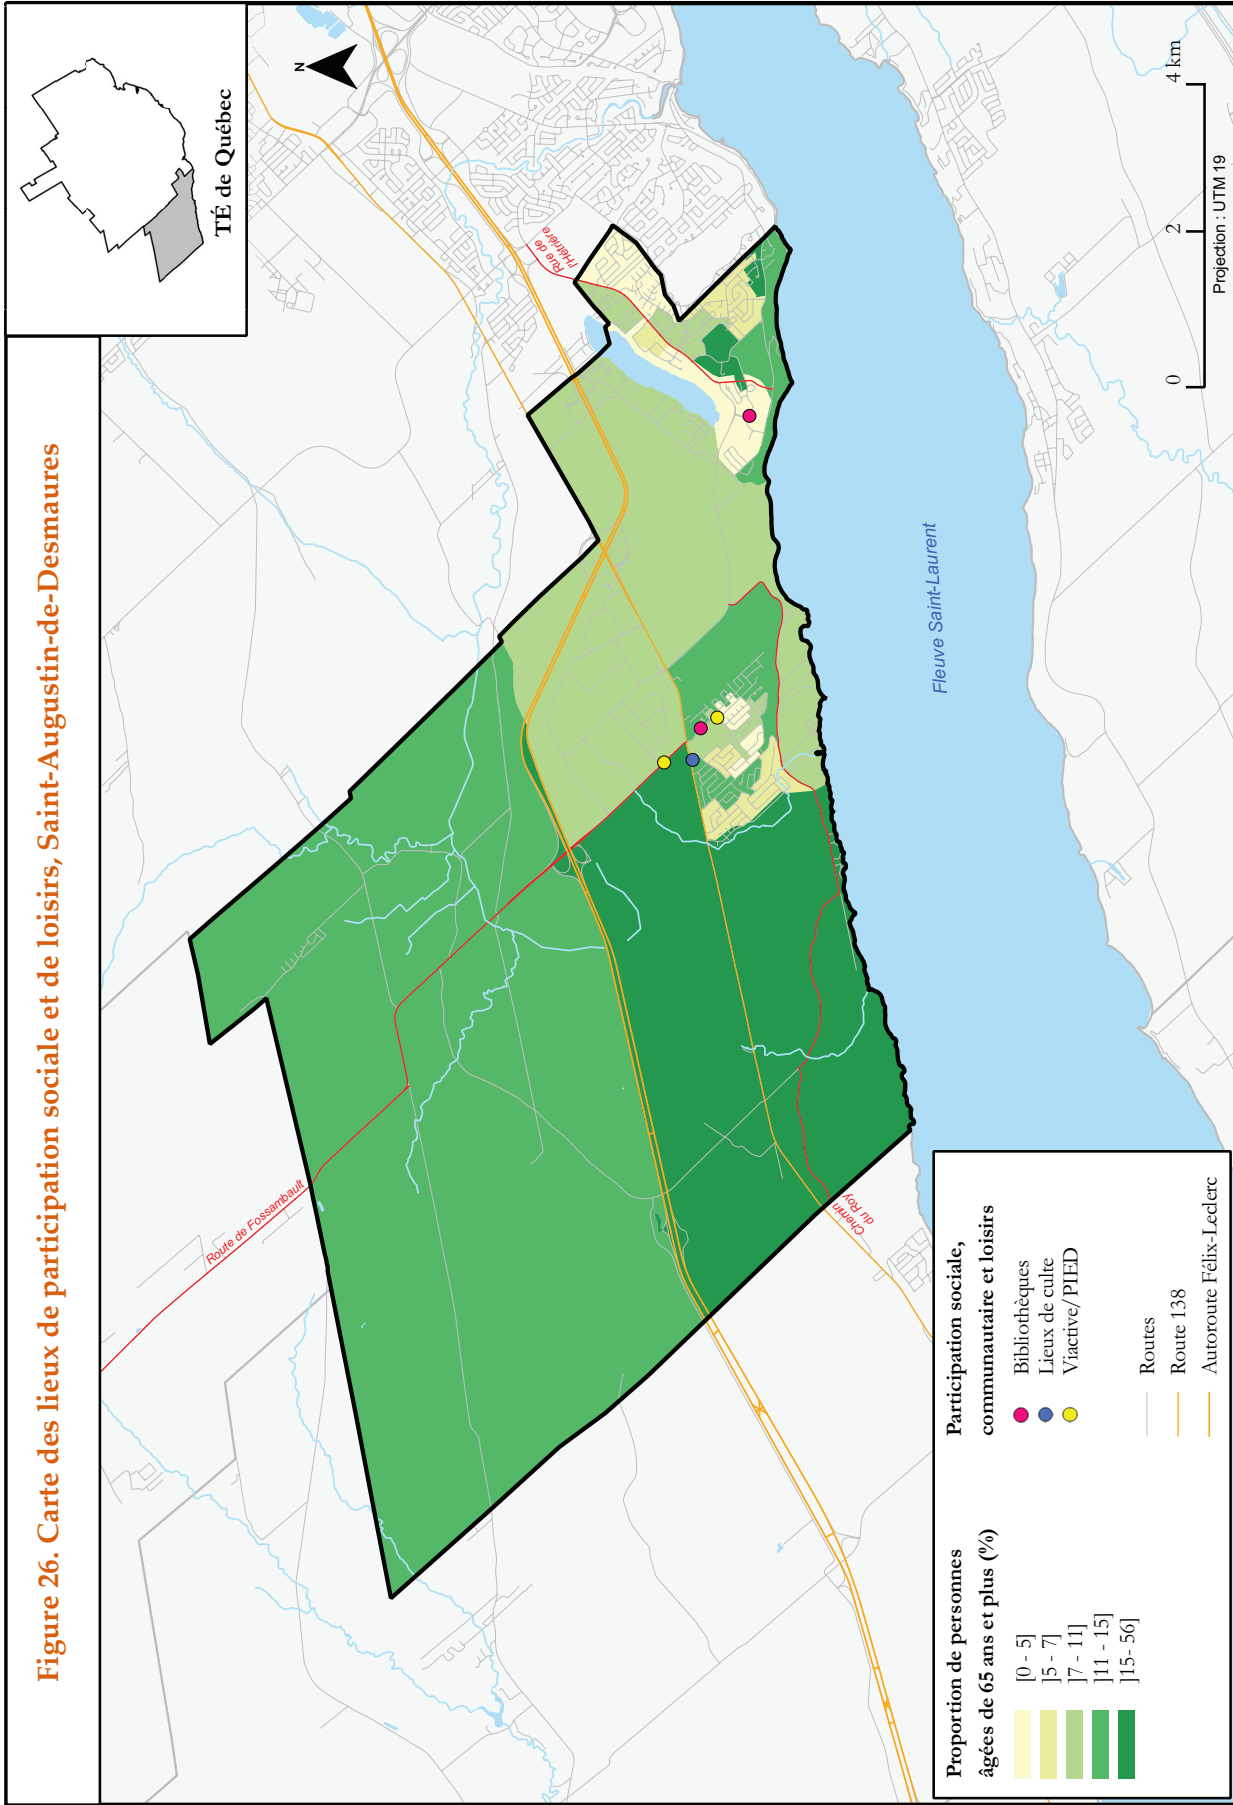 Figure 26. Carte des lieux de participation sociale et de loisirs, Saint-Augustin-de-Desmaures
TÉ de Québec
N
Route de Fossambault
Rue de
l'Hêtrière
Chemin
du Roy
Fleuve Saint-Laurent
Proportion de personnes
âgées de 65 ans et plus (%)
[0 - 5]
]5 - 7]
]7 - 11]
]11 - 15]
]15- 56]
Participation sociale,
communautaire et loisirs
Bibliothèques
Lieux de culte
Viactive/PIED
Routes
Route 138
Autoroute Félix-Leclerc
0 2 4 km
Projection : UTM 19